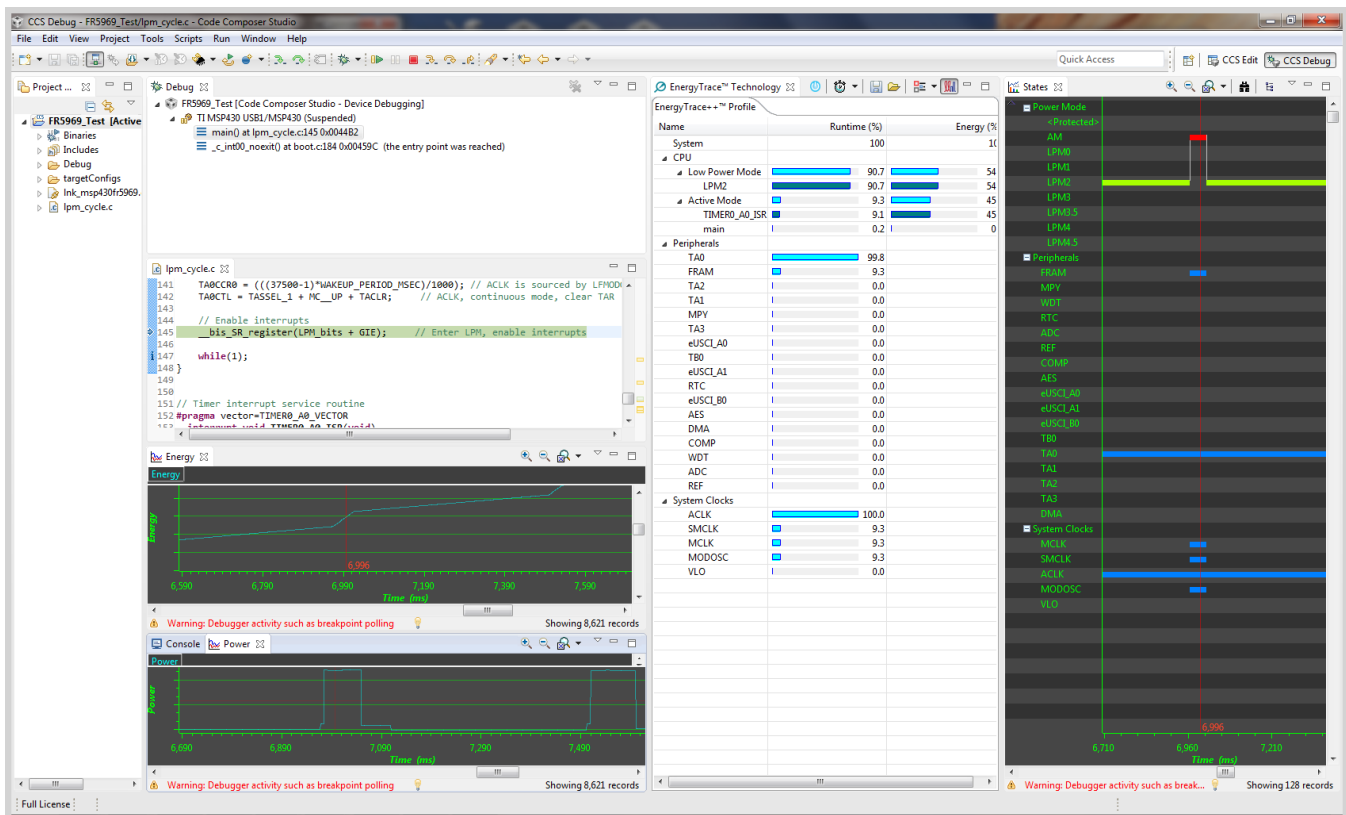 CCS Debug - FR5969_Test/lpm_cycle.c - Code Composer Studio
File Edit View Project Tools Scripts Run Window Help
Quick Access
CCS Edit
CCS Debug
Project ...
FR5969_Test [Active
Binaries
Includes
Debug
targetConfigs
lnk_msp430fr5969.
lpm_cycle.c
Debug
FR5969_Test [Code Composer Studio - Device Debugging]
TI MSP430 USB1/MSP430 (Suspended)
main() at lpm_cycle.c:145 0x0044B2
_c_int00_noexit() at boot.c:184 0x00459C (the entry point was reached)
lpm_cycle.c
141 TA0CCR0 = (((37500-1)*WAKEUP_PERIOD_MSEC)/1000); // ACLK is sourced by LFMOD
142 TA0CTL = TASSEL_1 + MC__UP + TACLR; // ACLK, continuous mode, clear TAR
143
144 // Enable interrupts
145 __bis_SR_register(LPM_bits + GIE); // Enter LPM, enable interrupts
146
147 while(1);
148 }
149
150
151 // Timer interrupt service routine
152 #pragma vector=TIMER0_A0_VECTOR
153 interrupt void TIMER0_A0_ISR(void)
Energy
Energy
Energy
6,996
6,590 6,790 6,990 7,190 7,390 7,590
Time (ms)
Warning: Debugger activity such as breakpoint polling
Showing 8,621 records
Console
Power
Power
Power
6,690 6,890 7,090 7,290 7,490
Time (ms)
Warning: Debugger activity such as breakpoint polling
Showing 8,621 records
EnergyTrace™ Technology
EnergyTrace++™ Profile
Name Runtime (%) Energy (%
System 100 10
CPU
Low Power Mode 90.7 54
LPM2 90.7 54
Active Mode 9.3 45
TIMER0_A0_ISR 9.1 45
main 0.2 0
Peripherals
TA0 99.8
FRAM 9.3
TA2 0.0
TA1 0.0
MPY 0.0
TA3 0.0
eUSCI_A0 0.0
TB0 0.0
eUSCI_A1 0.0
RTC 0.0
eUSCI_B0 0.0
AES 0.0
DMA 0.0
COMP 0.0
WDT 0.0
ADC 0.0
REF 0.0
System Clocks
ACLK 100.0
SMCLK 9.3
MCLK 9.3
MODOSC 9.3
VLO 0.0
States
Power Mode
<Protected>
AM
LPM0
LPM1
LPM2
LPM3
LPM3.5
LPM4
LPM4.5
Peripherals
FRAM
MPY
WDT
RTC
ADC
REF
COMP
AES
eUSCI_A0
eUSCI_A1
eUSCI_B0
TB0
TA0
TA1
TA2
TA3
DMA
System Clocks
MCLK
SMCLK
ACLK
MODOSC
VLO
6,996
6,710 6,960 7,210
Time (ms)
Warning: Debugger activity such as break...
Showing 128 records
Full License